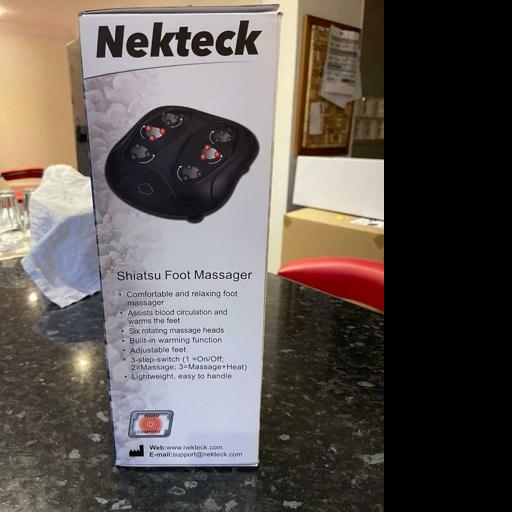 Nekteck
Shiatsu Foot Massager
• Comfortable and relaxing foot
massager
• Assists blood circulation and
warms the feet
• Six rotating massage heads
• Built-in warming function
• Adjustable feet
• 3-step-switch (1 =On/Off;
2=Massage; 3=Massage+Heat)
• Lightweight, easy to handle
WARM
COMFORT
Web:www.nekteck.com
E-mail:support@nekteck.com